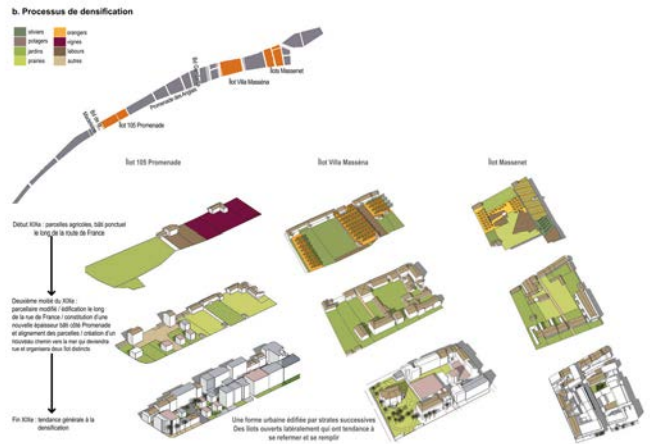 b. Processus de densification
oliviers
orangers
potagers
vignes
jardins
labours
prairies
autres
Îlots Massenet
Îlot Villa Masséna
Promenade des Anglais
Îlot 105 Promenade
Îlot 105 Promenade
Îlot Villa Masséna
Îlot Massenet
Début XIXe : parcelles agricoles, bâti ponctuel
le long de la route de France
Deuxième moitié du XIXe :
parcellaire modifié / édification le long
de la rue de France / constitution d'une
nouvelle épaisseur bâti côté Promenade
et alignement des parcelles / création d'un
nouveau chemin vers la mer qui deviendra
rue et organisera deux îlot distincts
Fin XIXe : tendance générale à la
densification
Une forme urbaine édifiée par strates successives
Des îlots ouverts latéralement qui ont tendance à
se refermer et se remplir